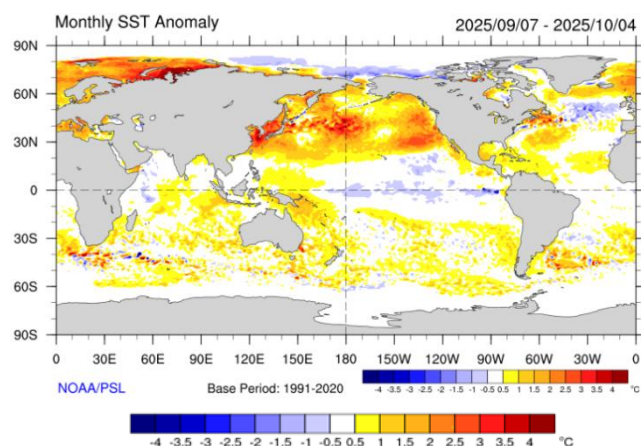 Monthly SST Anomaly 2025/09/07 - 2025/10/04
90N
60N
30N
0
30S
60S
90S
0 30E 60E 90E 120E 150E 180 150W 120W 90W 60W 30W 0
NOAA/PSL Base Period: 1991-2020
-4 -3.5 -3 -2.5 -2 -1.5 -1 -0.5 0.5 1 1.5 2 2.5 3 3.5 4 °C
-4 -3.5 -3 -2.5 -2 -1.5 -1 -0.5 0.5 1 1.5 2 2.5 3 3.5 4 °C